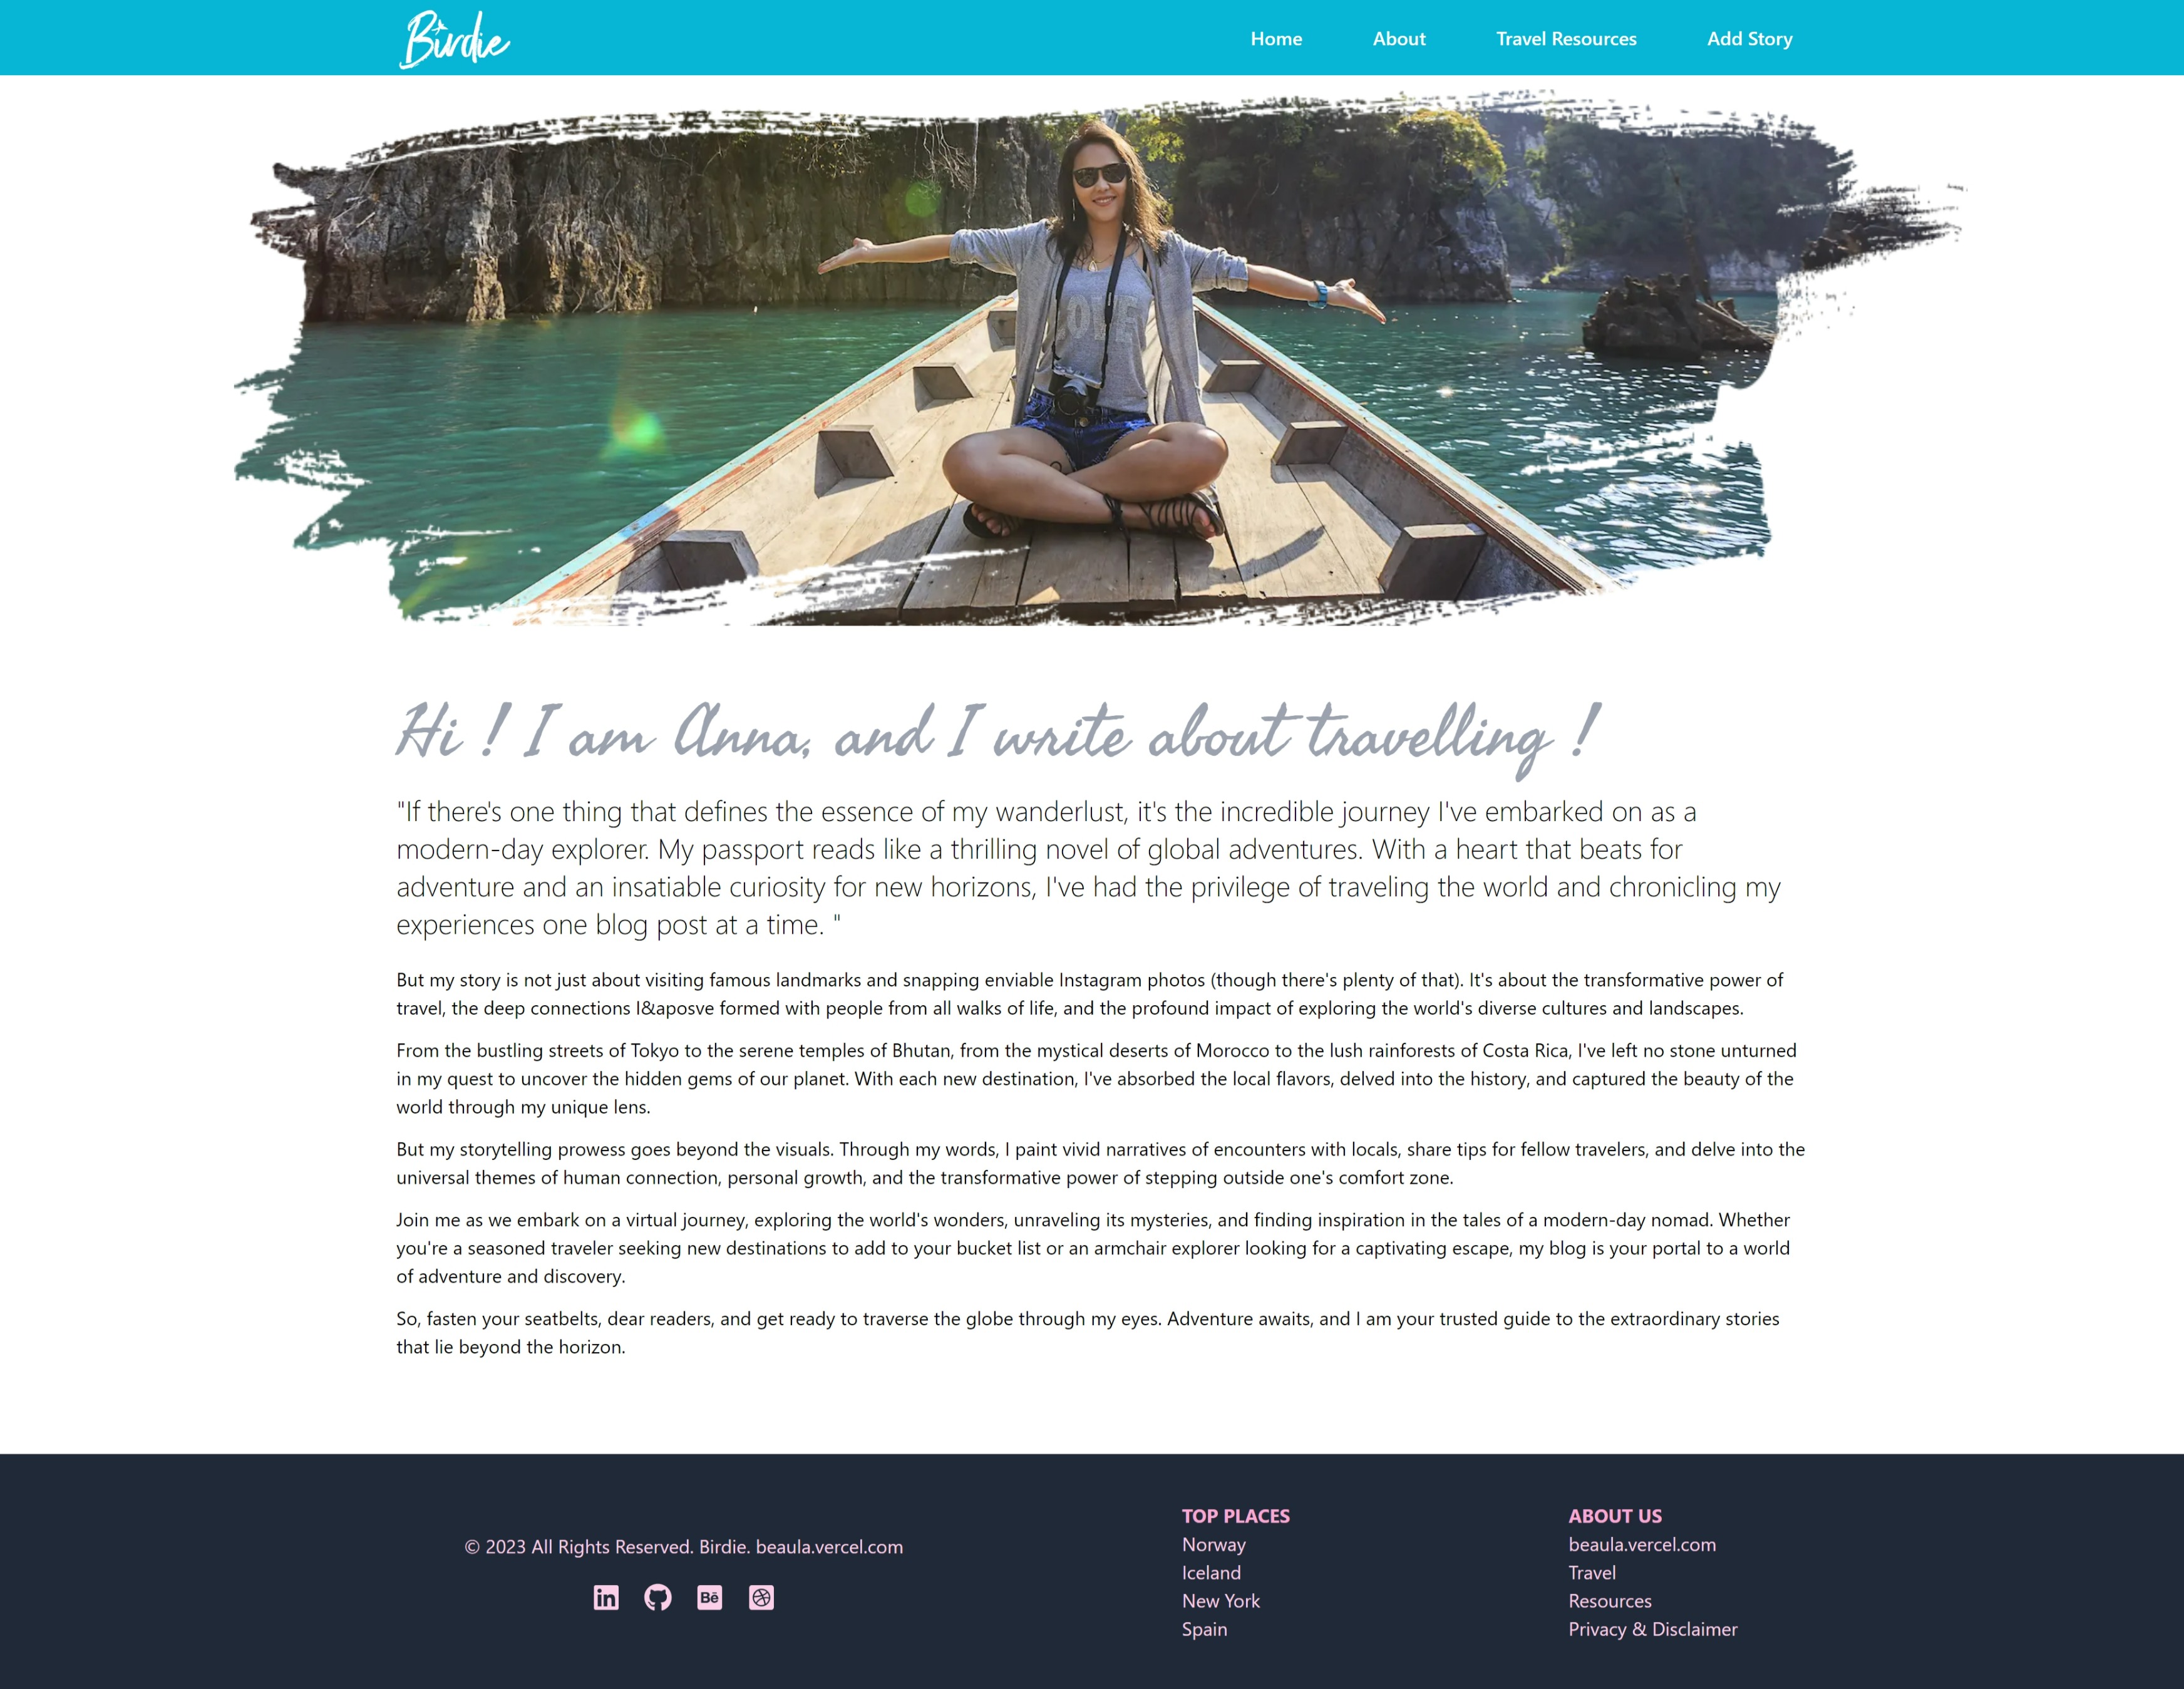 Birdie
Home
About
Travel Resources
Add Story
Hi ! I am Anna, and I write about travelling !
"If there's one thing that defines the essence of my wanderlust, it's the incredible journey I've embarked on as a
modern-day explorer. My passport reads like a thrilling novel of global adventures. With a heart that beats for
adventure and an insatiable curiosity for new horizons, I've had the privilege of traveling the world and chronicling my
experiences one blog post at a time. "
But my story is not just about visiting famous landmarks and snapping enviable Instagram photos (though there's plenty of that). It's about the transformative power of
travel, the deep connections I&aposve formed with people from all walks of life, and the profound impact of exploring the world's diverse cultures and landscapes.
From the bustling streets of Tokyo to the serene temples of Bhutan, from the mystical deserts of Morocco to the lush rainforests of Costa Rica, I've left no stone unturned
in my quest to uncover the hidden gems of our planet. With each new destination, I've absorbed the local flavors, delved into the history, and captured the beauty of the
world through my unique lens.
But my storytelling prowess goes beyond the visuals. Through my words, I paint vivid narratives of encounters with locals, share tips for fellow travelers, and delve into the
universal themes of human connection, personal growth, and the transformative power of stepping outside one's comfort zone.
Join me as we embark on a virtual journey, exploring the world's wonders, unraveling its mysteries, and finding inspiration in the tales of a modern-day nomad. Whether
you're a seasoned traveler seeking new destinations to add to your bucket list or an armchair explorer looking for a captivating escape, my blog is your portal to a world
of adventure and discovery.
So, fasten your seatbelts, dear readers, and get ready to traverse the globe through my eyes. Adventure awaits, and I am your trusted guide to the extraordinary stories
that lie beyond the horizon.
© 2023 All Rights Reserved. Birdie. beaula.vercel.com
in
Bē
TOP PLACES
Norway
Iceland
New York
Spain
ABOUT US
beaula.vercel.com
Travel
Resources
Privacy & Disclaimer